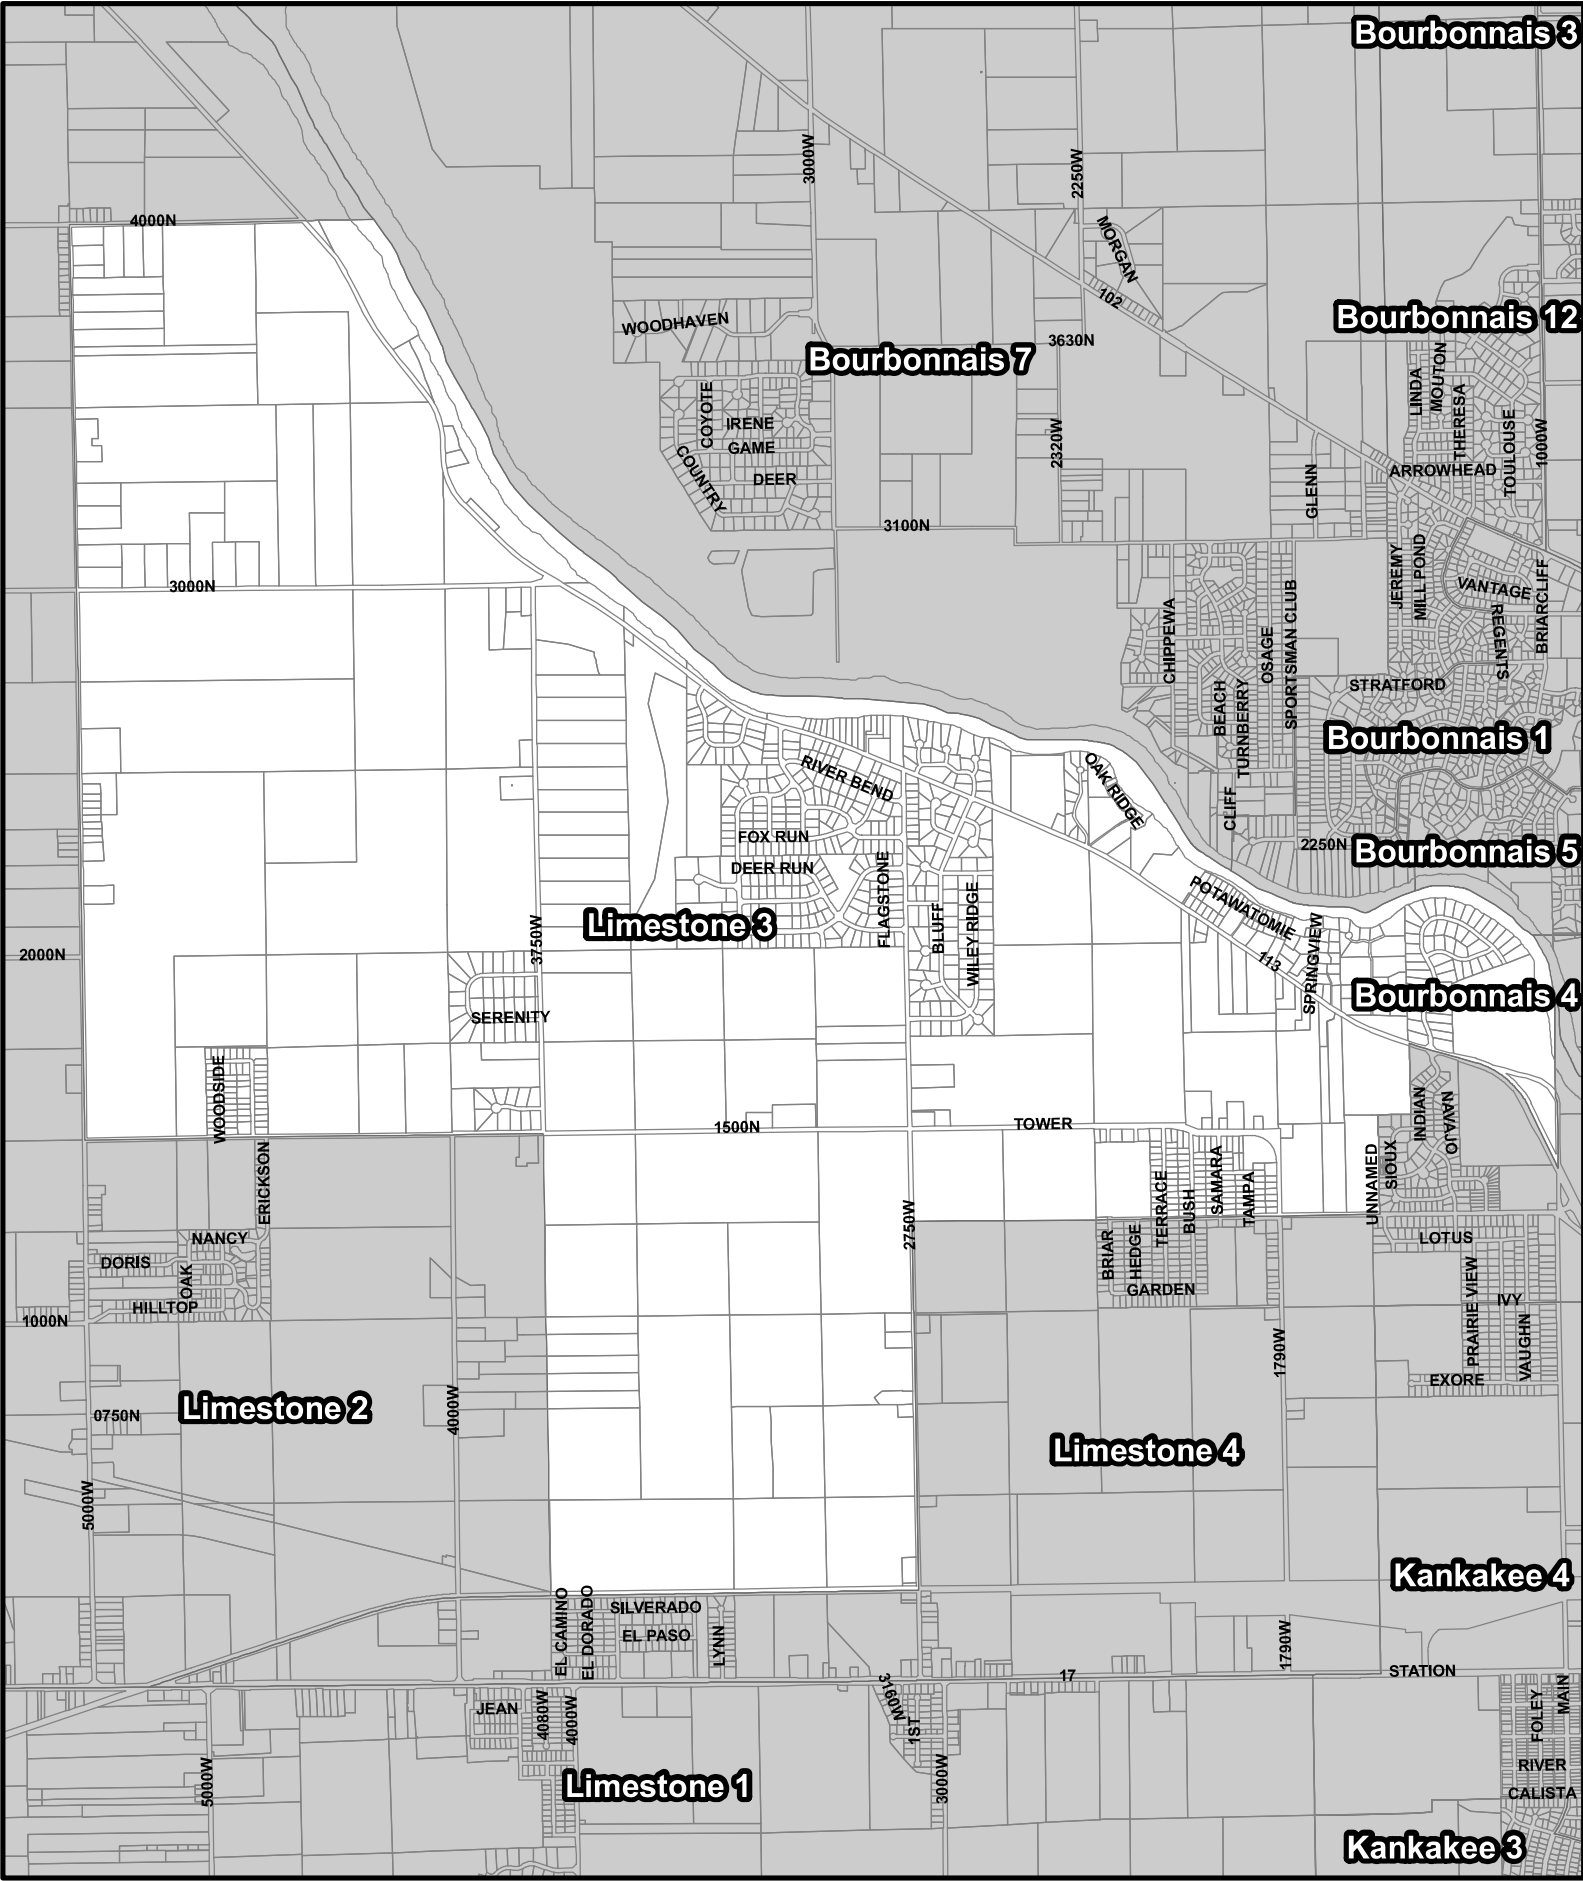 Bourbonnais 3
3000W
2250W
4000N
MORGAN
102
WOODHAVEN
Bourbonnais 12
3630N
Bourbonnais 7
LINDA
MOUTON
THERESA
TOULOUSE
1000W
COYOTE
IRENE
GAME
COUNTRY
DEER
2320W
ARROWHEAD
GLENN
3100N
3000N
JEREMY
MILL POND
VANTAGE
REGENTS
BRIARCLIFF
CHIPPEWA
OSAGE
SPORTSMAN CLUB
BEACH
TURNBERRY
STRATFORD
Bourbonnais 1
RIVER BEND
OAK RIDGE
CLIFF
FOX RUN
2250N
Bourbonnais 5
DEER RUN
FLAGSTONE
BLUFF
WILEY RIDGE
POTAWATOMIE
SPRINGVIEW
113
Limestone 3
3750W
2000N
Bourbonnais 4
SERENITY
WOODSIDE
INDIAN
NAVAJO
1500N
TOWER
ERICKSON
UNNAMED
SIOUX
TERRACE
BUSH
SAMARA
TAMPA
2750W
NANCY
DORIS
OAK
HILLTOP
BRIAR
HEDGE
GARDEN
LOTUS
PRAIRIE VIEW
IVY
VAUGHN
1000N
1790W
EXORE
Limestone 2
4000W
0750N
Limestone 4
5000W
Kankakee 4
EL CAMINO
EL DORADO
SILVERADO
EL PASO
LYNN
1790W
17
STATION
JEAN
4080W
4000W
3160W
1ST
FOLEY
MAIN
5000W
3000W
RIVER
CALISTA
Limestone 1
Kankakee 3